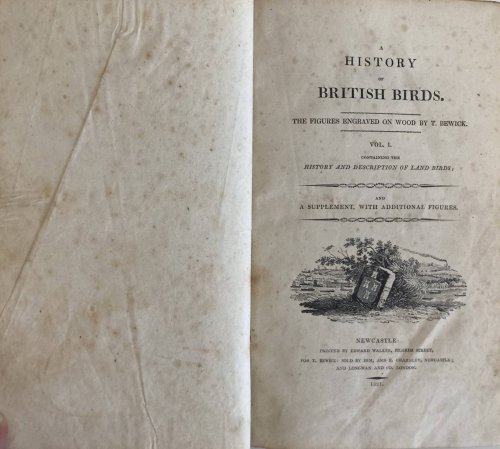 A
HISTORY
OF
BRITISH BIRDS.
THE FIGURES ENGRAVED ON WOOD BY T. BEWICK.
VOL. I.
CONTAINING THE
HISTORY AND DESCRIPTION OF LAND BIRDS;
AND
A SUPPLEMENT, WITH ADDITIONAL FIGURES.
NEWCASTLE:
PRINTED BY EDWARD WALKER, PILGRIM STREET,
FOR T. BEWICK: SOLD BY HIM, AND E. CHARNLEY, NEWCASTLE;
AND LONGMAN AND CO. LONDON.
1821.